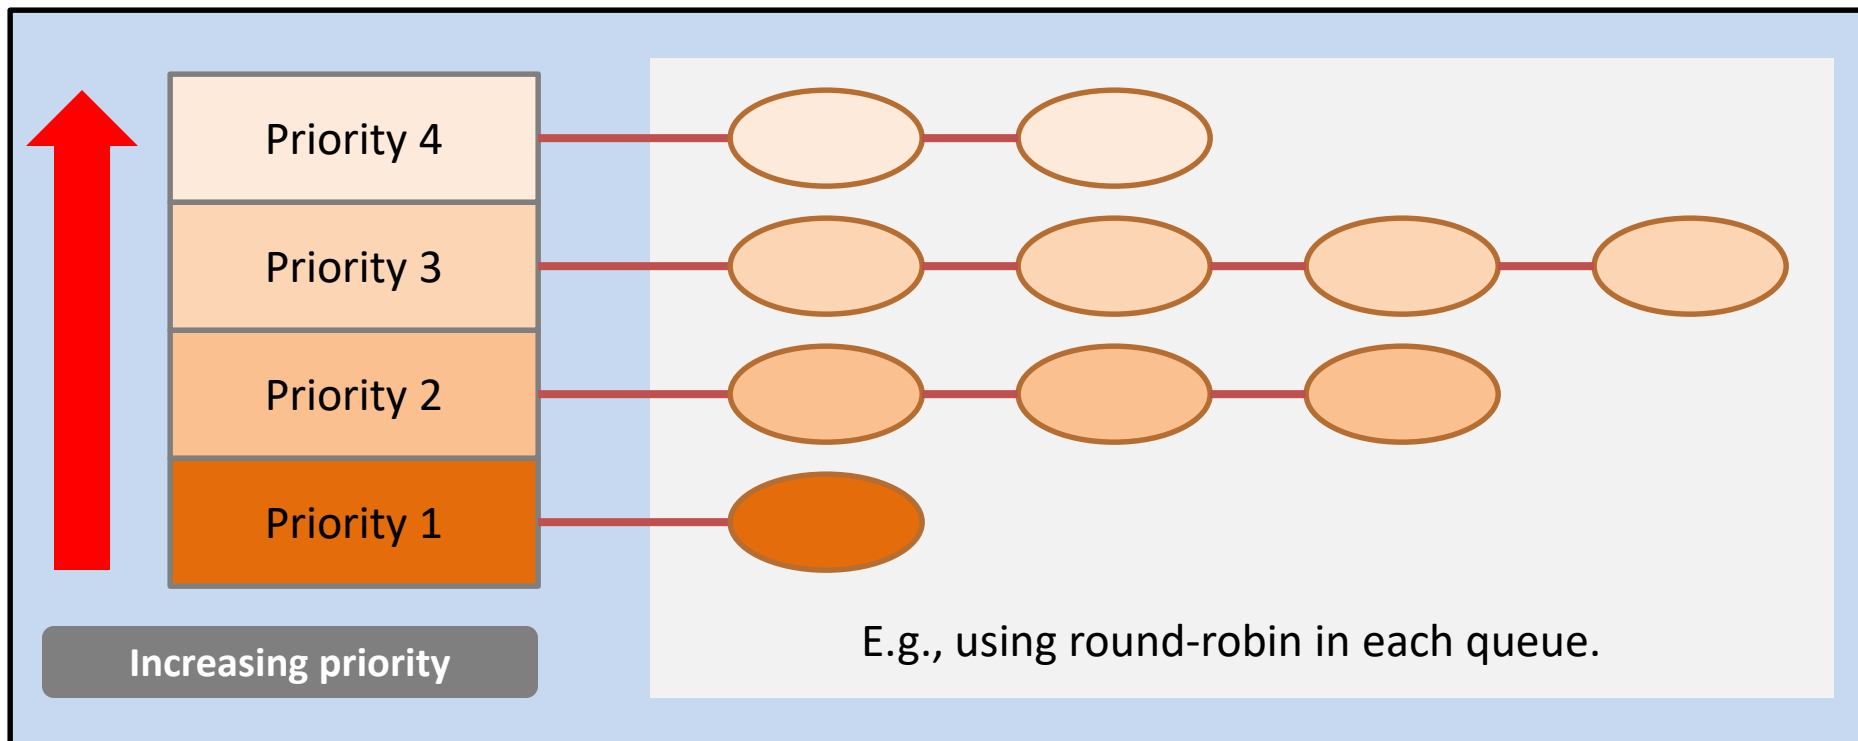 Priority 4
Priority 3
Priority 2
Priority 1
Increasing priority
E.g., using round-robin in each queue.